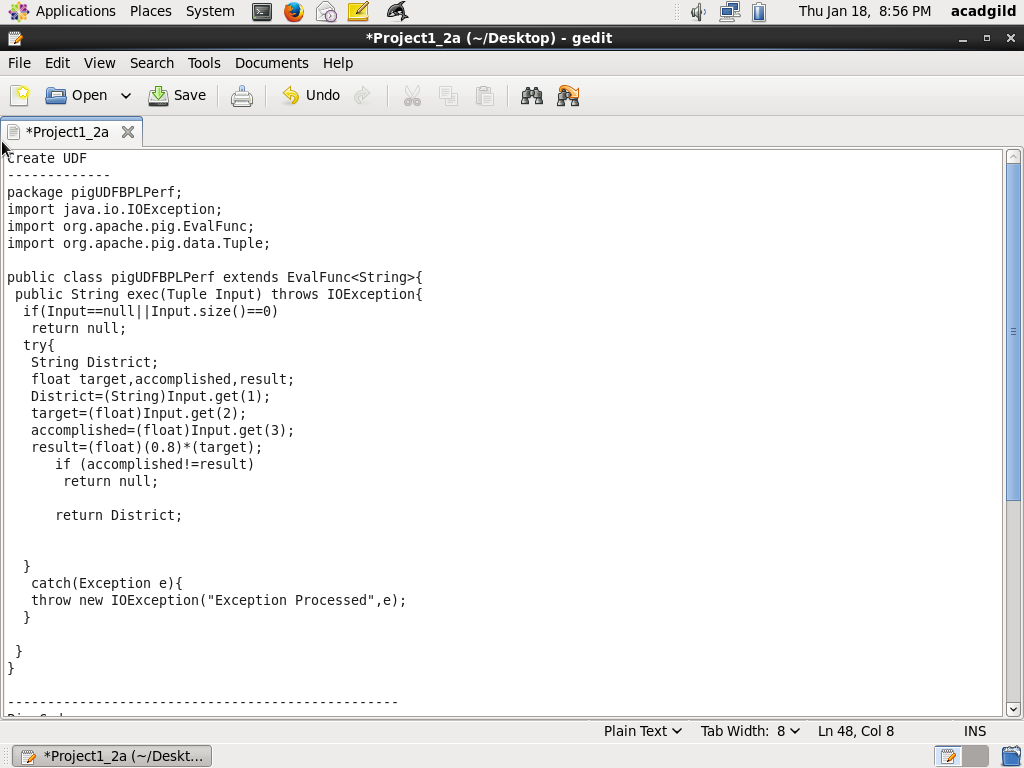 Applications Places System Thu Jan 18, 8:56 PM acadgild
*Project1_2a (~/Desktop) - gedit
File Edit View Search Tools Documents Help
Open Save Undo
*Project1_2a
Create UDF
-------------
package pigUDFBPLPerf;
import java.io.IOException;
import org.apache.pig.EvalFunc;
import org.apache.pig.data.Tuple;
public class pigUDFBPLPerf extends EvalFunc<String>{
public String exec(Tuple Input) throws IOException{
if(Input==null||Input.size()==0)
return null;
try{
String District;
float target,accomplished,result;
District=(String)Input.get(1);
target=(float)Input.get(2);
accomplished=(float)Input.get(3);
result=(float)(0.8)*(target);
if (accomplished!=result)
return null;
return District;
}
catch(Exception e){
throw new IOException("Exception Processed",e);
}
}
}
-------------------------------------------------
Plain Text Tab Width: 8 Ln 48, Col 8 INS
*Project1_2a (~/Deskt...